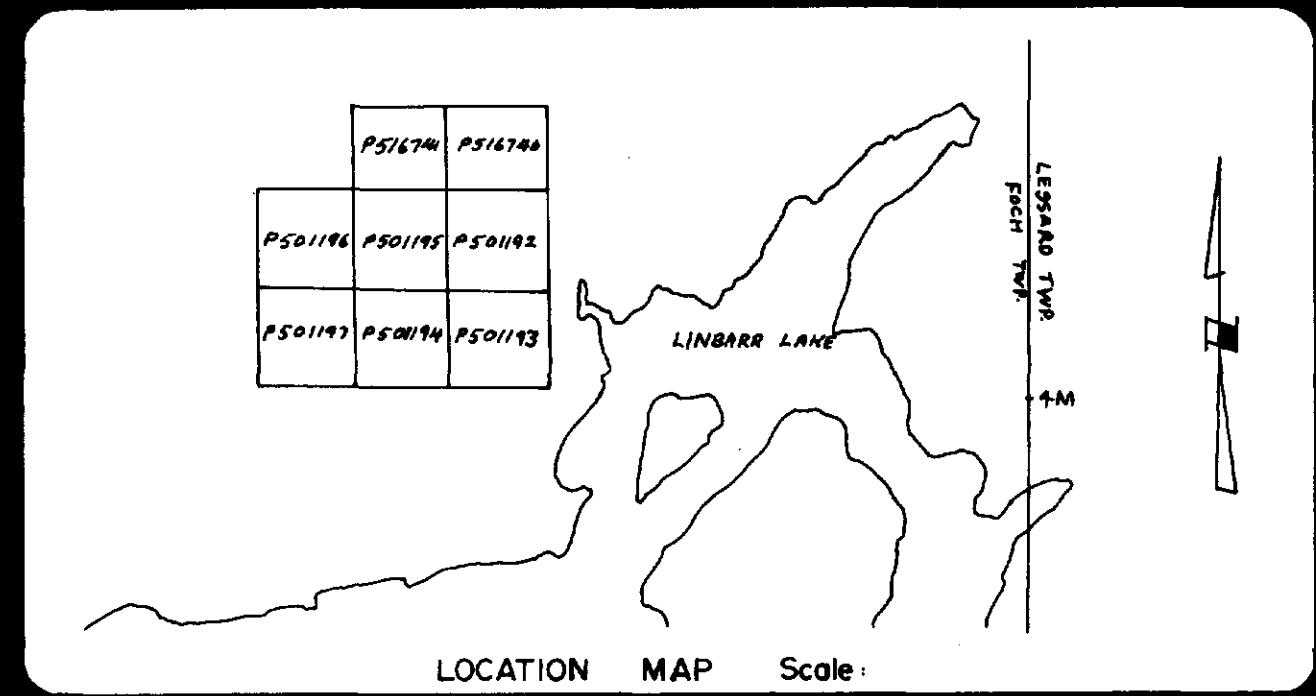 P516741 P516740
P501196 P501195 P501192
P501197 P501194 P501193
LINBARR LAKE
LESSARD TWP.
FOCH TWP.
4M
N
LOCATION MAP Scale: